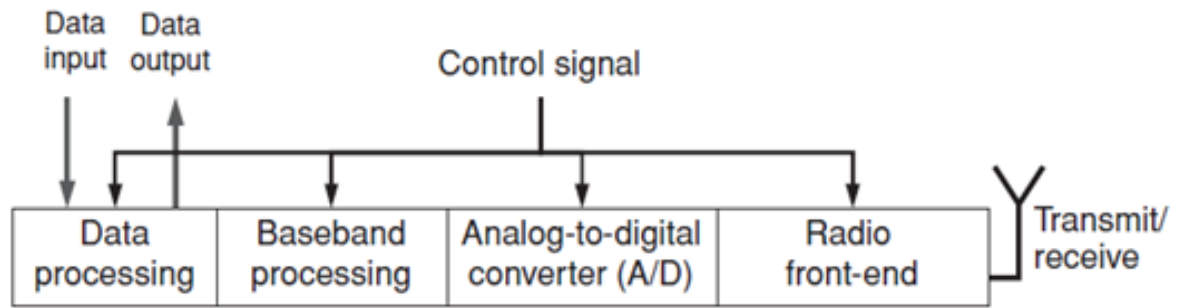 Data
input
Data
output
Control signal
Data
processing
Baseband
processing
Analog-to-digital
converter (A/D)
Radio
front-end
Transmit/
receive